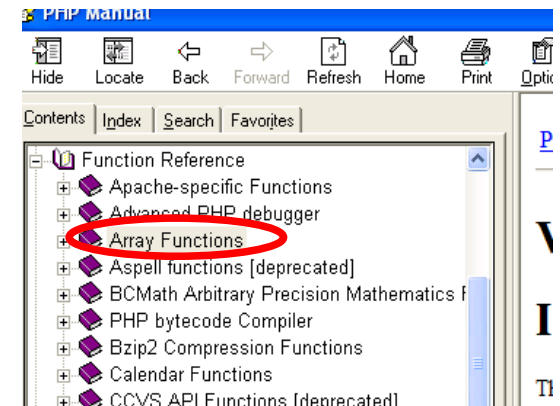 PHP Manual
Hide Locate Back Forward Refresh Home Print
Contents Index Search Favorites
Function Reference
Apache-specific Functions
Advanced PHP debugger
Array Functions
Aspell functions [deprecated]
BCMath Arbitrary Precision Mathematics
PHP bytecode Compiler
Bzip2 Compression Functions
Calendar Functions
CCVS API Functions [deprecated]